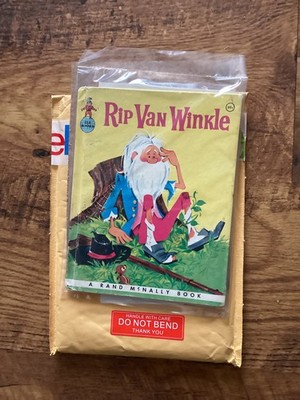 RIP VAN WINKLE
A RAND MCNALLY BOOK
HANDLE WITH CARE
DO NOT BEND
THANK YOU